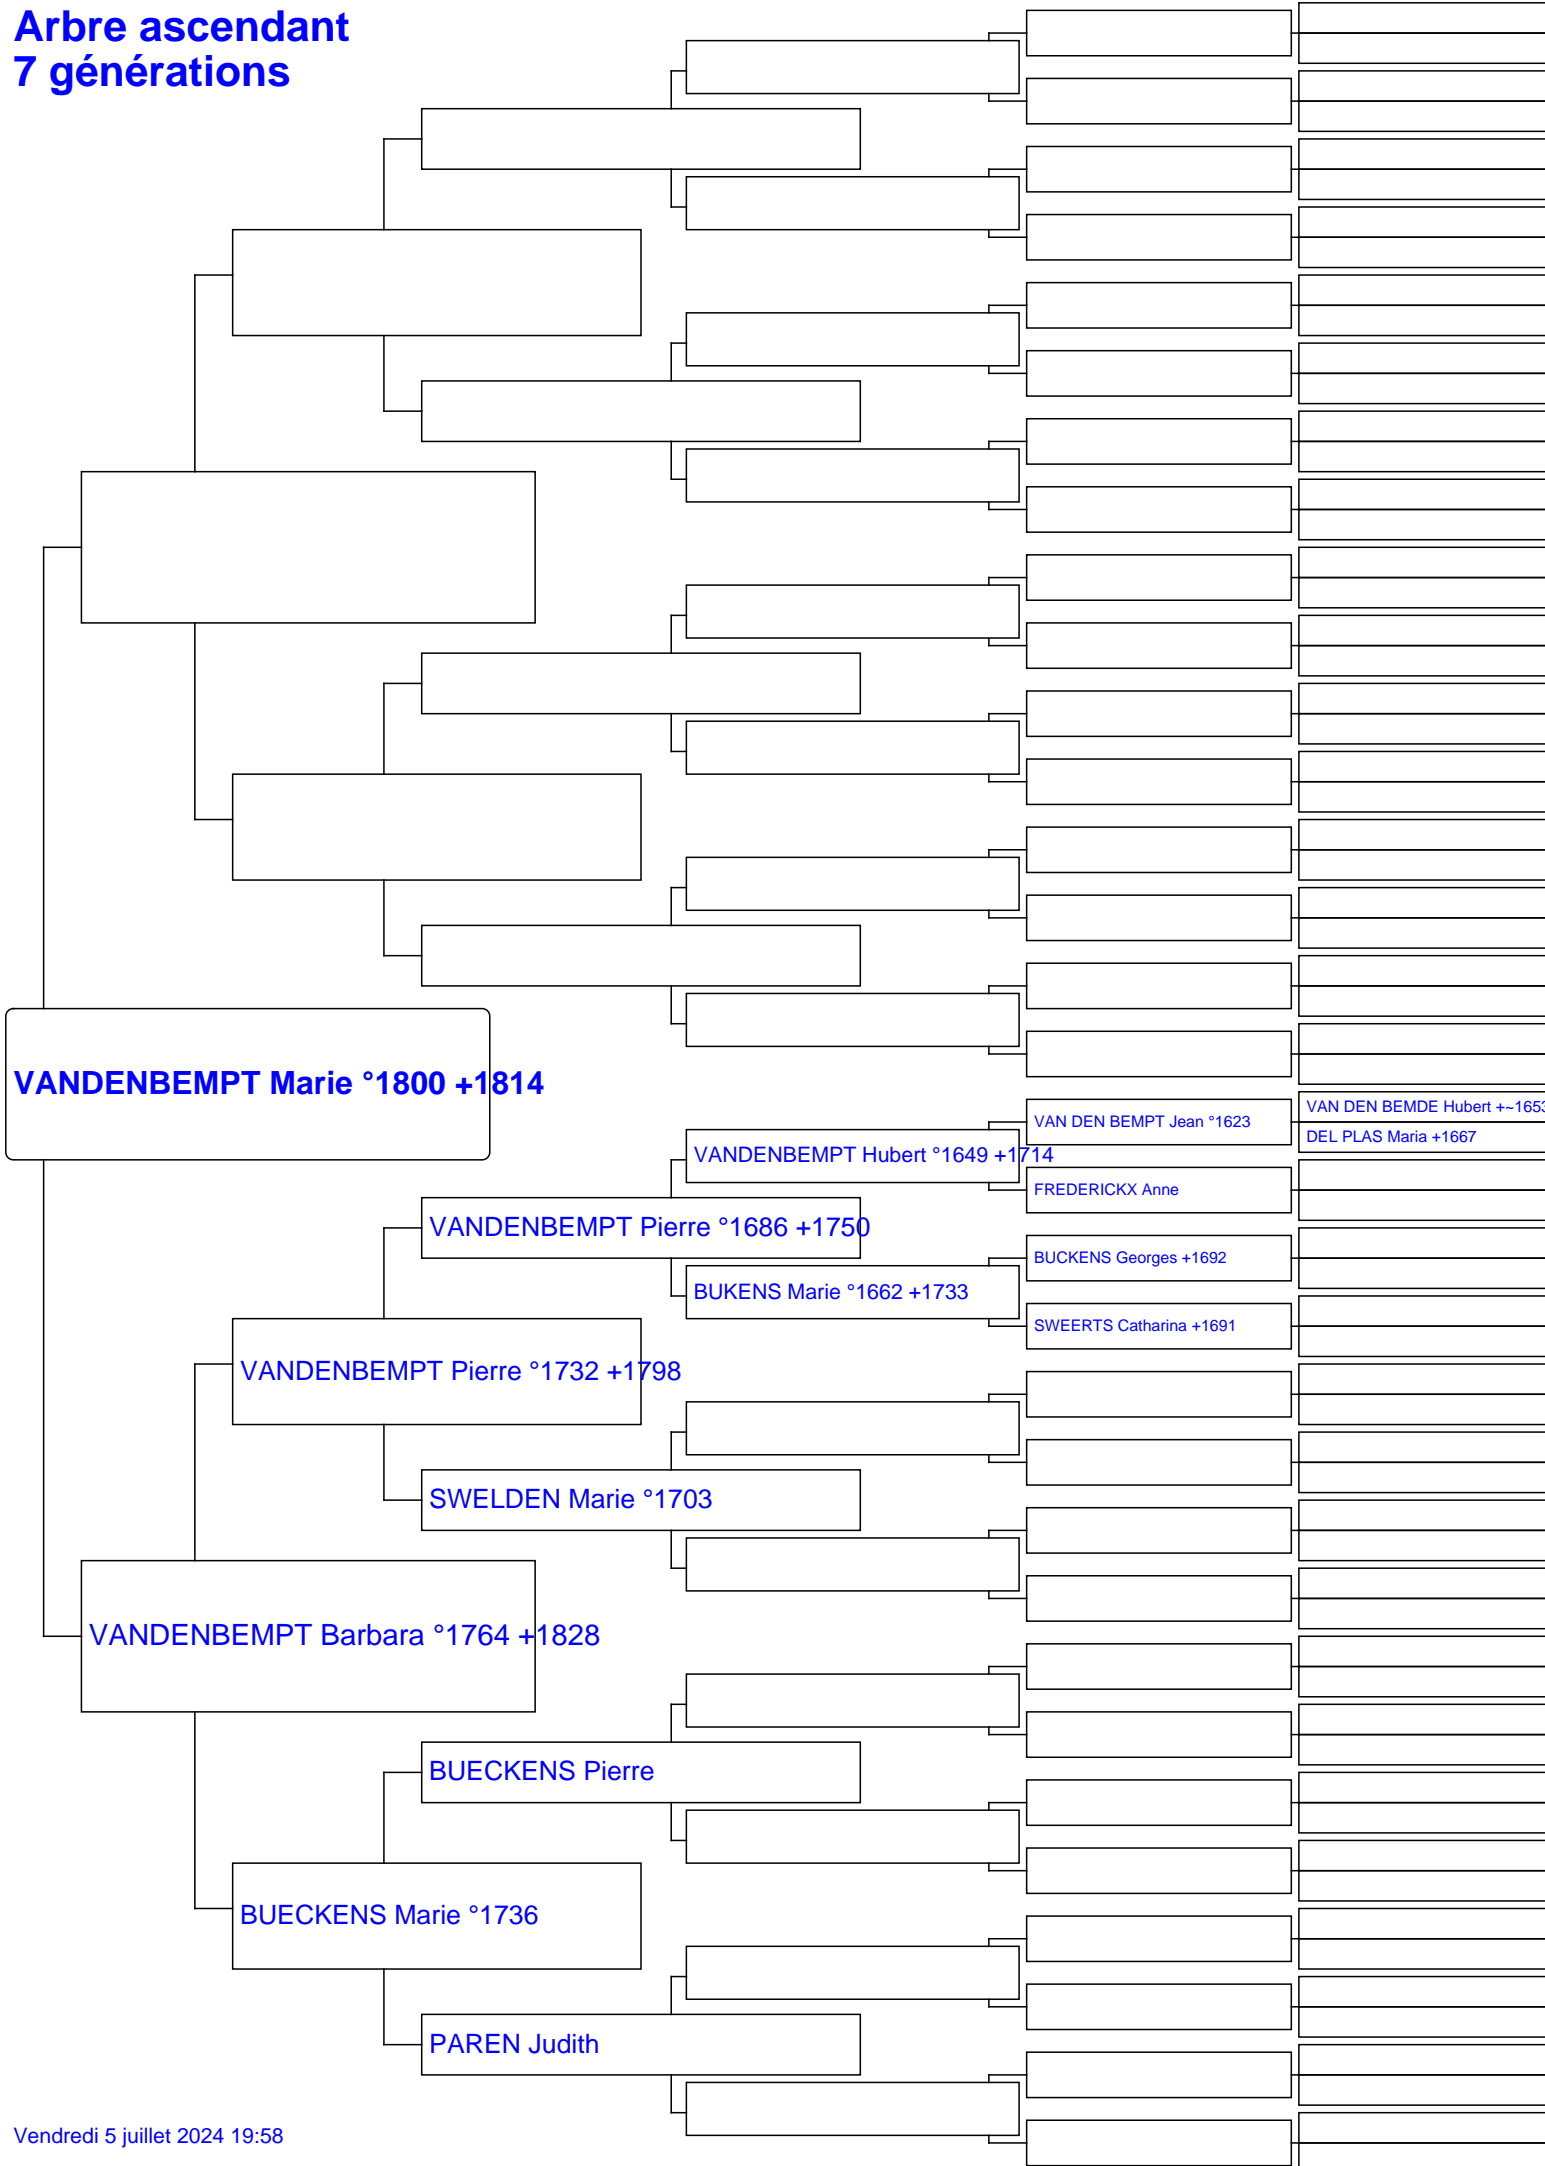 Arbre ascendant
7 générations
VANDENBEMPT Marie °1800 +1814
VAN DEN BEMPT Jean °1623
VAN DEN BEMDE Hubert +~1653
DEL PLAS Maria +1667
VANDENBEMPT Hubert °1649 +1714
FREDERICKX Anne
VANDENBEMPT Pierre °1686 +1750
BUCKENS Georges +1692
BUKENS Marie °1662 +1733
SWEERTS Catharina +1691
VANDENBEMPT Pierre °1732 +1798
SWELDEN Marie °1703
VANDENBEMPT Barbara °1764 +1828
BUECKENS Pierre
BUECKENS Marie °1736
PAREN Judith
Vendredi 5 juillet 2024 19:58